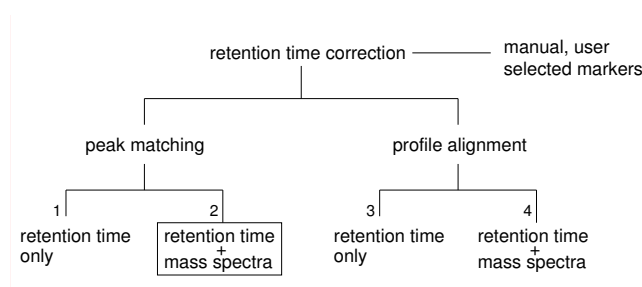 retention time correction
manual, user
selected markers
peak matching
profile alignment
1
retention time
only
2
retention time
+
mass spectra
3
retention time
only
4
retention time
+
mass spectra